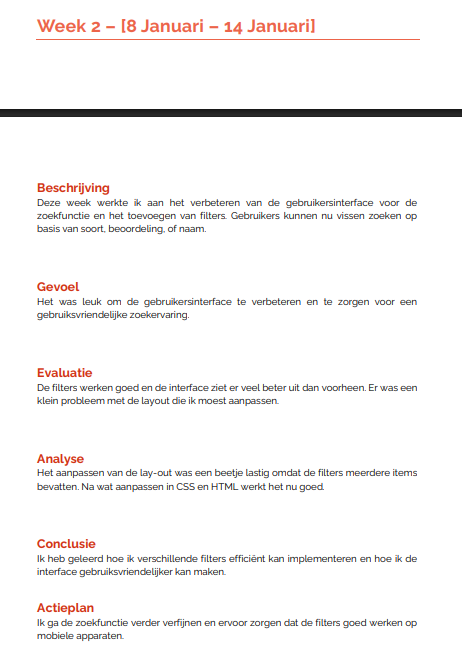 Week 2 – [8 Januari – 14 Januari]
Beschrijving
Deze week werkte ik aan het verbeteren van de gebruikersinterface voor de
zoekfunctie en het toevoegen van filters. Gebruikers kunnen nu vissen zoeken op
basis van soort, beoordeling, of naam.
Gevoel
Het was leuk om de gebruikersinterface te verbeteren en te zorgen voor een
gebruiksvriendelijke zoekervaring.
Evaluatie
De filters werken goed en de interface ziet er veel beter uit dan voorheen. Er was een
klein probleem met de layout die ik moest aanpassen.
Analyse
Het aanpassen van de lay-out was een beetje lastig omdat de filters meerdere items
bevatten. Na wat aanpassen in CSS en HTML werkt het nu goed.
Conclusie
Ik heb geleerd hoe ik verschillende filters efficiënt kan implementeren en hoe ik de
interface gebruiksvriendelijker kan maken.
Actieplan
Ik ga de zoekfunctie verder verfijnen en ervoor zorgen dat de filters goed werken op
mobiele apparaten.